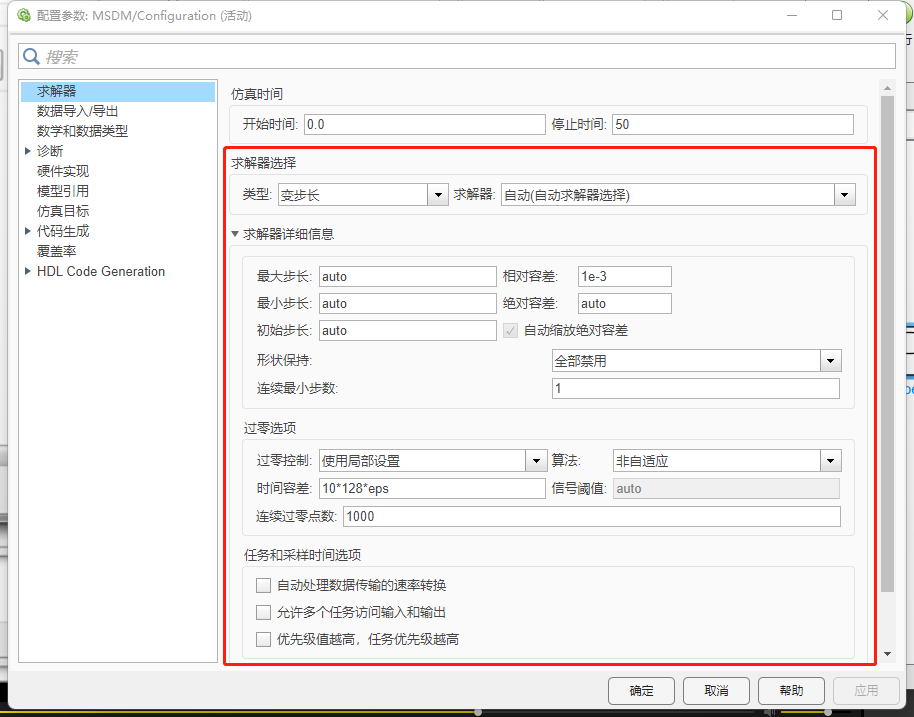 配置参数: MSDM/Configuration (活动)
搜索
求解器
数据导入/导出
数学和数据类型
诊断
硬件实现
模型引用
仿真目标
代码生成
覆盖率
HDL Code Generation
仿真时间
开始时间: 0.0 停止时间: 50
求解器选择
类型: 变步长 求解器: 自动(自动求解器选择)
求解器详细信息
最大步长: auto 相对容差: 1e-3
最小步长: auto 绝对容差: auto
初始步长: auto 自动缩放绝对容差
形状保持: 全部禁用
连续最小步数: 1
过零选项
过零控制: 使用局部设置 算法: 非自适应
时间容差: 10*128*eps 信号阈值: auto
连续过零点数: 1000
任务和采样时间选项
自动处理数据传输的速率转换
允许多个任务访问输入和输出
优先级值越高，任务优先级越高
确定 取消 帮助 应用